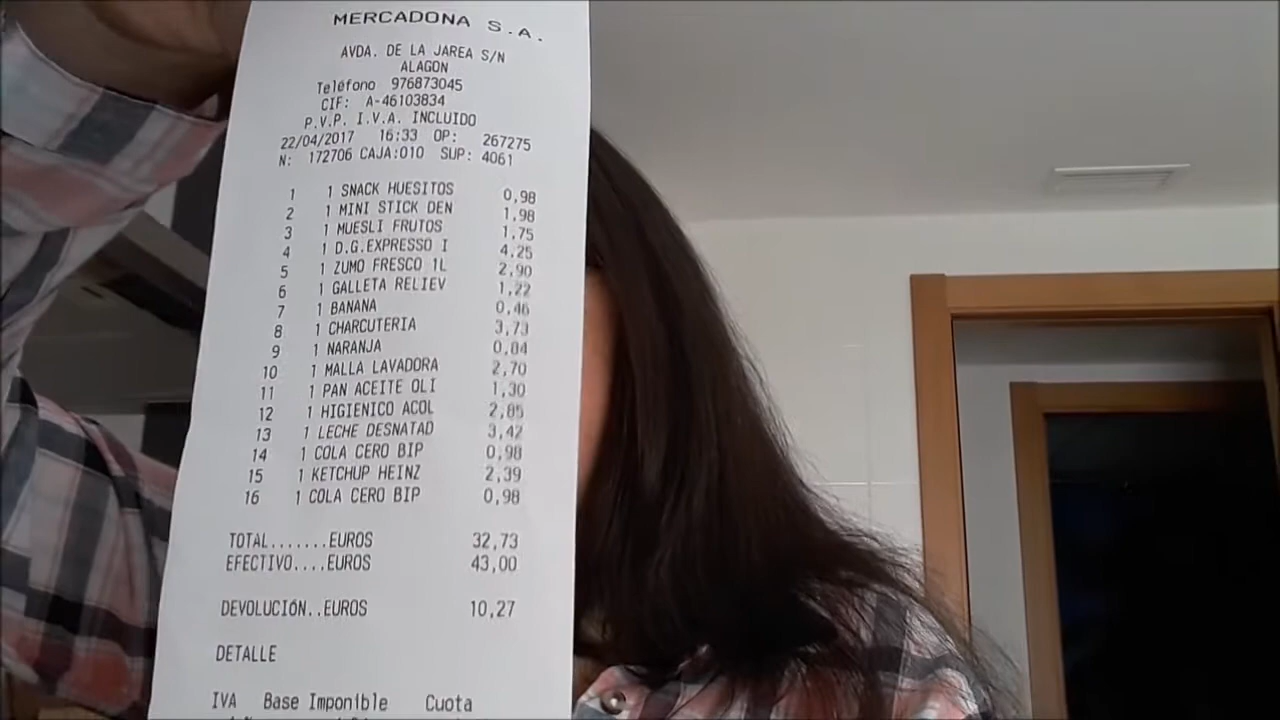 MERCADONA S.A.
AVDA. DE LA JAREA S/N
ALAGON
Teléfono 976873045
CIF: A-46103834
P.V.P. I.V.A. INCLUIDO
22/04/2017 16:33 OP: 267275
N: 172706 CAJA:010 SUP: 4061
1 1 SNACK HUESITOS 0,98
2 1 MINI STICK DEN 1,98
3 1 MUESLI FRUTOS 1,75
4 1 D.G.EXPRESSO I 4,25
5 1 ZUMO FRESCO 1L 2,90
6 1 GALLETA RELIEV 1,22
7 1 BANANA 0,46
8 1 CHARCUTERIA 3,73
9 1 NARANJA 0,84
10 1 MALLA LAVADORA 2,70
11 1 PAN ACEITE OLI 1,30
12 1 HIGIENICO ACOL 2,85
13 1 LECHE DESNATAD 3,42
14 1 COLA CERO BIP 0,98
15 1 KETCHUP HEINZ 2,39
16 1 COLA CERO BIP 0,98
TOTAL.......EUROS 32,73
EFECTIVO....EUROS 43,00
DEVOLUCIÓN..EUROS 10,27
DETALLE
IVA Base Imponible Cuota